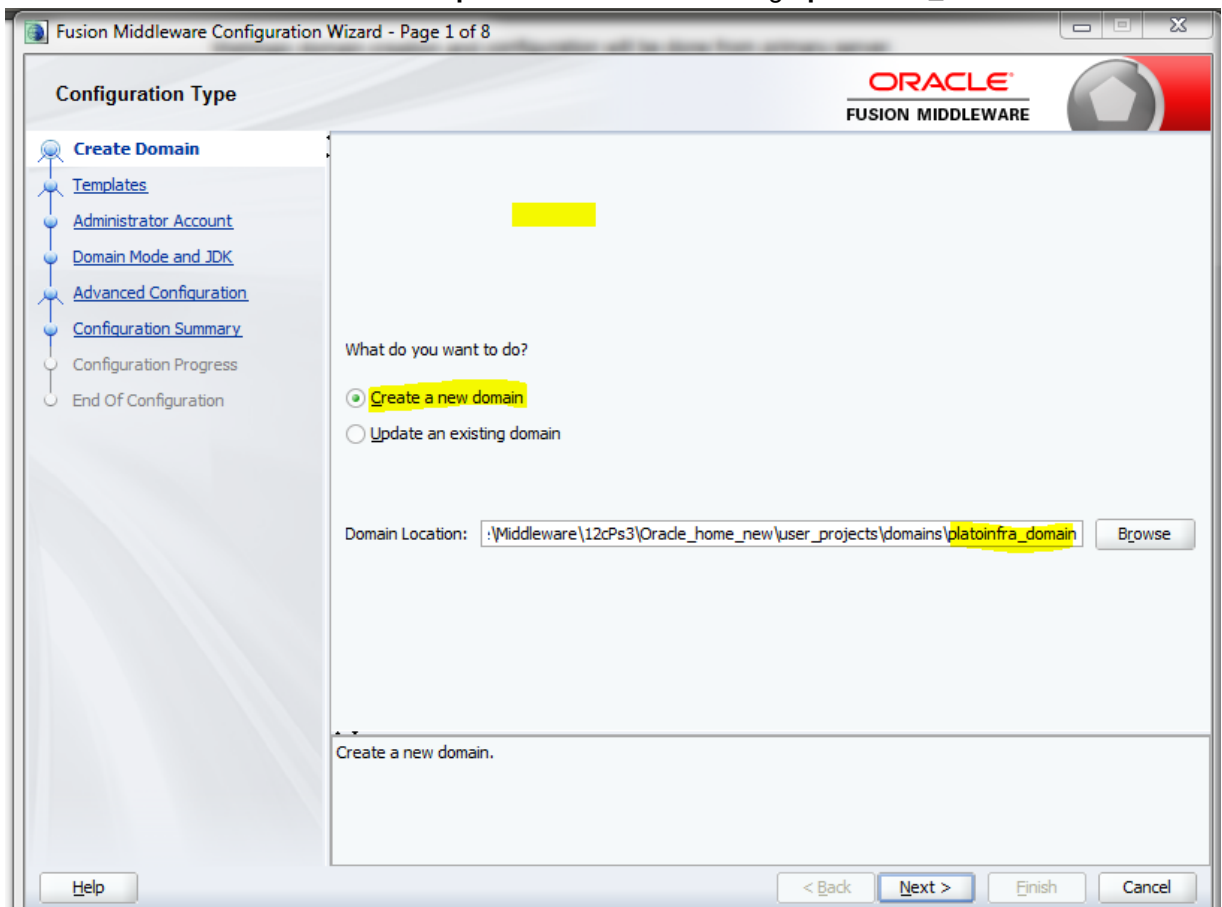 Fusion Middleware Configuration Wizard - Page 1 of 8
Configuration Type
ORACLE
FUSION MIDDLEWARE
Create Domain
Templates
Administrator Account
Domain Mode and JDK
Advanced Configuration
Configuration Summary
Configuration Progress
End Of Configuration
What do you want to do?
Create a new domain
Update an existing domain
Domain Location: :\Middleware\12cPs3\Oracle_home_new\user_projects\domains\platoinfra_domain Browse
Create a new domain.
Help < Back Next > Finish Cancel